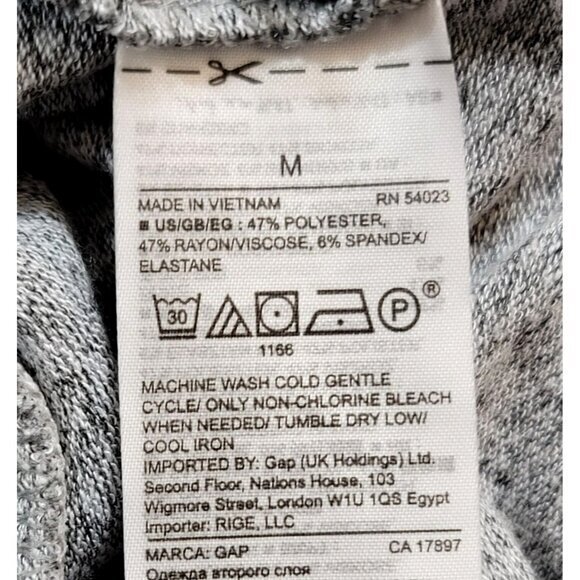 M
MADE IN VIETNAM RN 54023
US/GB/EG : 47% POLYESTER,
47% RAYON/VISCOSE, 6% SPANDEX/
ELASTANE
30 P ®
1166
MACHINE WASH COLD GENTLE
CYCLE/ ONLY NON-CHLORINE BLEACH
WHEN NEEDED/ TUMBLE DRY LOW/
COOL IRON
IMPORTED BY: Gap (UK Holdings) Ltd.
Second Floor, Nations House, 103
Wigmore Street, London W1U 1QS Egypt
Importer: RIGE, LLC
MARCA: GAP CA 17897
Одежда второго слоя